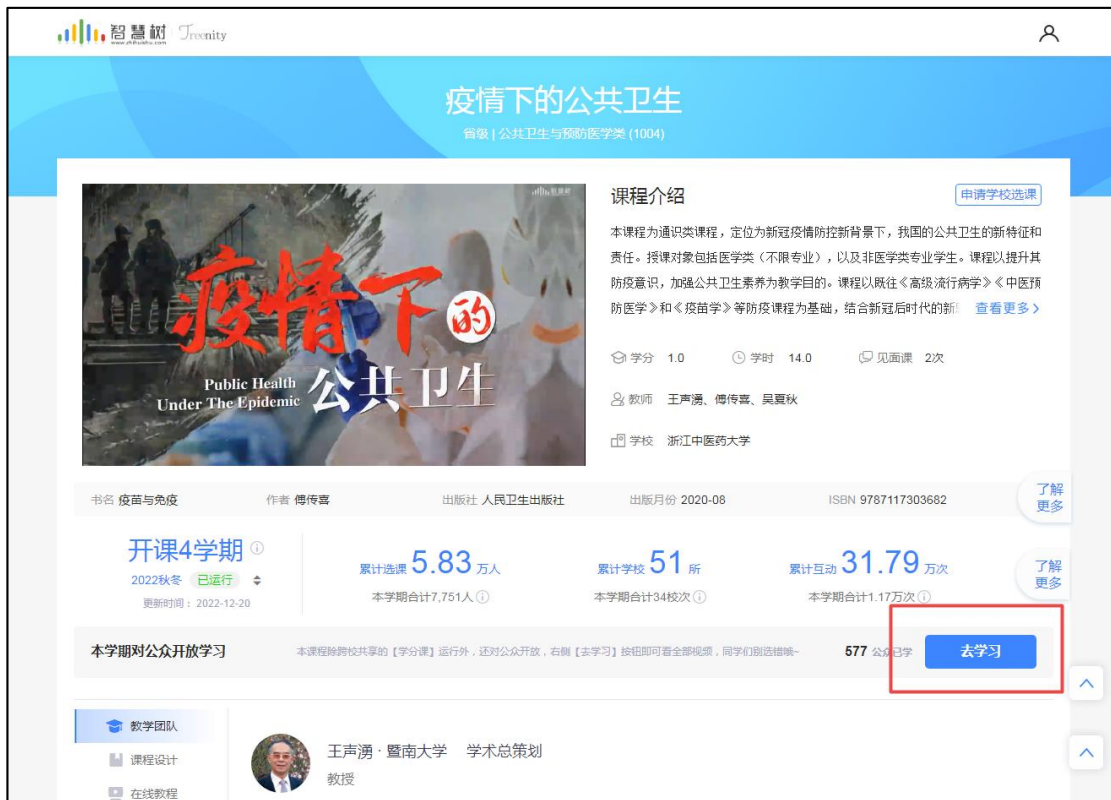 智慧树 Treenity
www.zhihuishu.com
疫情下的公共卫生
省级 | 公共卫生与预防医学类 (1004)
智慧树
疫情下的
Public Health
Under The Epidemic
公共卫生
课程介绍
申请学校选课
本课程为通识类课程，定位为新冠疫情防控新背景下，我国的公共卫生的新特征和
责任。授课对象包括医学类（不限专业），以及非医学类专业学生。课程以提升其
防疫意识，加强公共卫生素养为教学目的。课程以既往《高级流行病学》《中医预
防医学》和《疫苗学》等防疫课程为基础，结合新冠后时代的新 查看更多
学分 1.0 学时 14.0 见面课 2次
教师 王声湧、傅传喜、吴夏秋
学校 浙江中医药大学
书名 疫苗与免疫 作者 傅传喜 出版社 人民卫生出版社 出版月份 2020-08 ISBN 9787117303682
了解
更多
开课4学期
2022秋冬 已运行
更新时间：2022-12-20
累计选课 5.83 万人
本学期合计7,751人
累计学校 51 所
本学期合计34校次
累计互动 31.79 万次
本学期合计1.17万次
了解
更多
本学期对公众开放学习 本课程除跨校共享的【学分课】运行外，还对公众开放，右侧【去学习】按钮即可看全部视频，同学们别选错哦~ 577 公众已学 去学习
教学团队
课程设计
在线教程
王声湧 · 暨南大学 学术总策划
教授